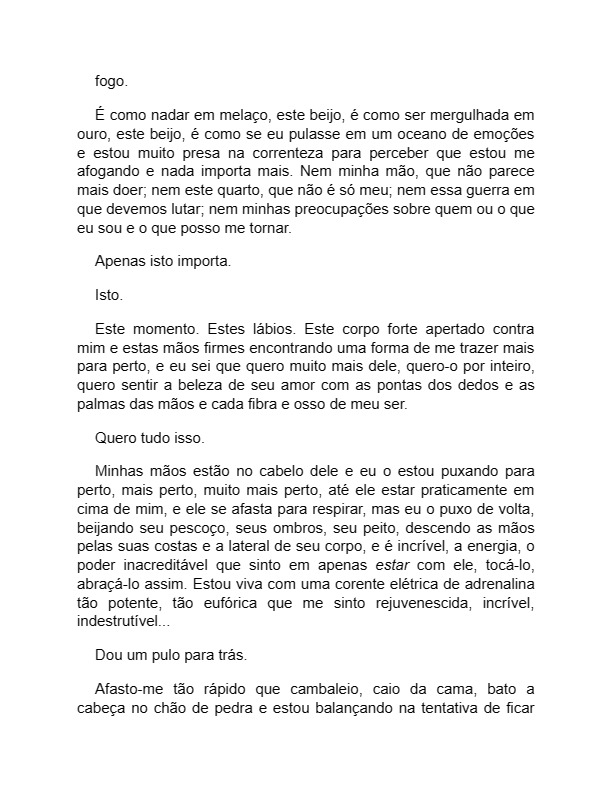 fogo.
É como nadar em melaço, este beijo, é como ser mergulhada em
ouro, este beijo, é como se eu pulasse em um oceano de emoções
e estou muito presa na correnteza para perceber que estou me
afogando e nada importa mais. Nem minha mão, que não parece
mais doer; nem este quarto, que não é só meu; nem essa guerra em
que devemos lutar; nem minhas preocupações sobre quem ou o que
eu sou e o que posso me tornar.
Apenas isto importa.
Isto.
Este momento. Estes lábios. Este corpo forte apertado contra
mim e estas mãos firmes encontrando uma forma de me trazer mais
para perto, e eu sei que quero muito mais dele, quero-o por inteiro,
quero sentir a beleza de seu amor com as pontas dos dedos e as
palmas das mãos e cada fibra e osso de meu ser.
Quero tudo isso.
Minhas mãos estão no cabelo dele e eu o estou puxando para
perto, mais perto, muito mais perto, até ele estar praticamente em
cima de mim, e ele se afasta para respirar, mas eu o puxo de volta,
beijando seu pescoço, seus ombros, seu peito, descendo as mãos
pelas suas costas e a lateral de seu corpo, e é incrível, a energia, o
poder inacreditável que sinto em apenas estar com ele, tocá-lo,
abraçá-lo assim. Estou viva com uma corente elétrica de adrenalina
tão potente, tão eufórica que me sinto rejuvenescida, incrível,
indestrutível...
Dou um pulo para trás.
Afasto-me tão rápido que cambaleio, caio da cama, bato a
cabeça no chão de pedra e estou balançando na tentativa de ficar